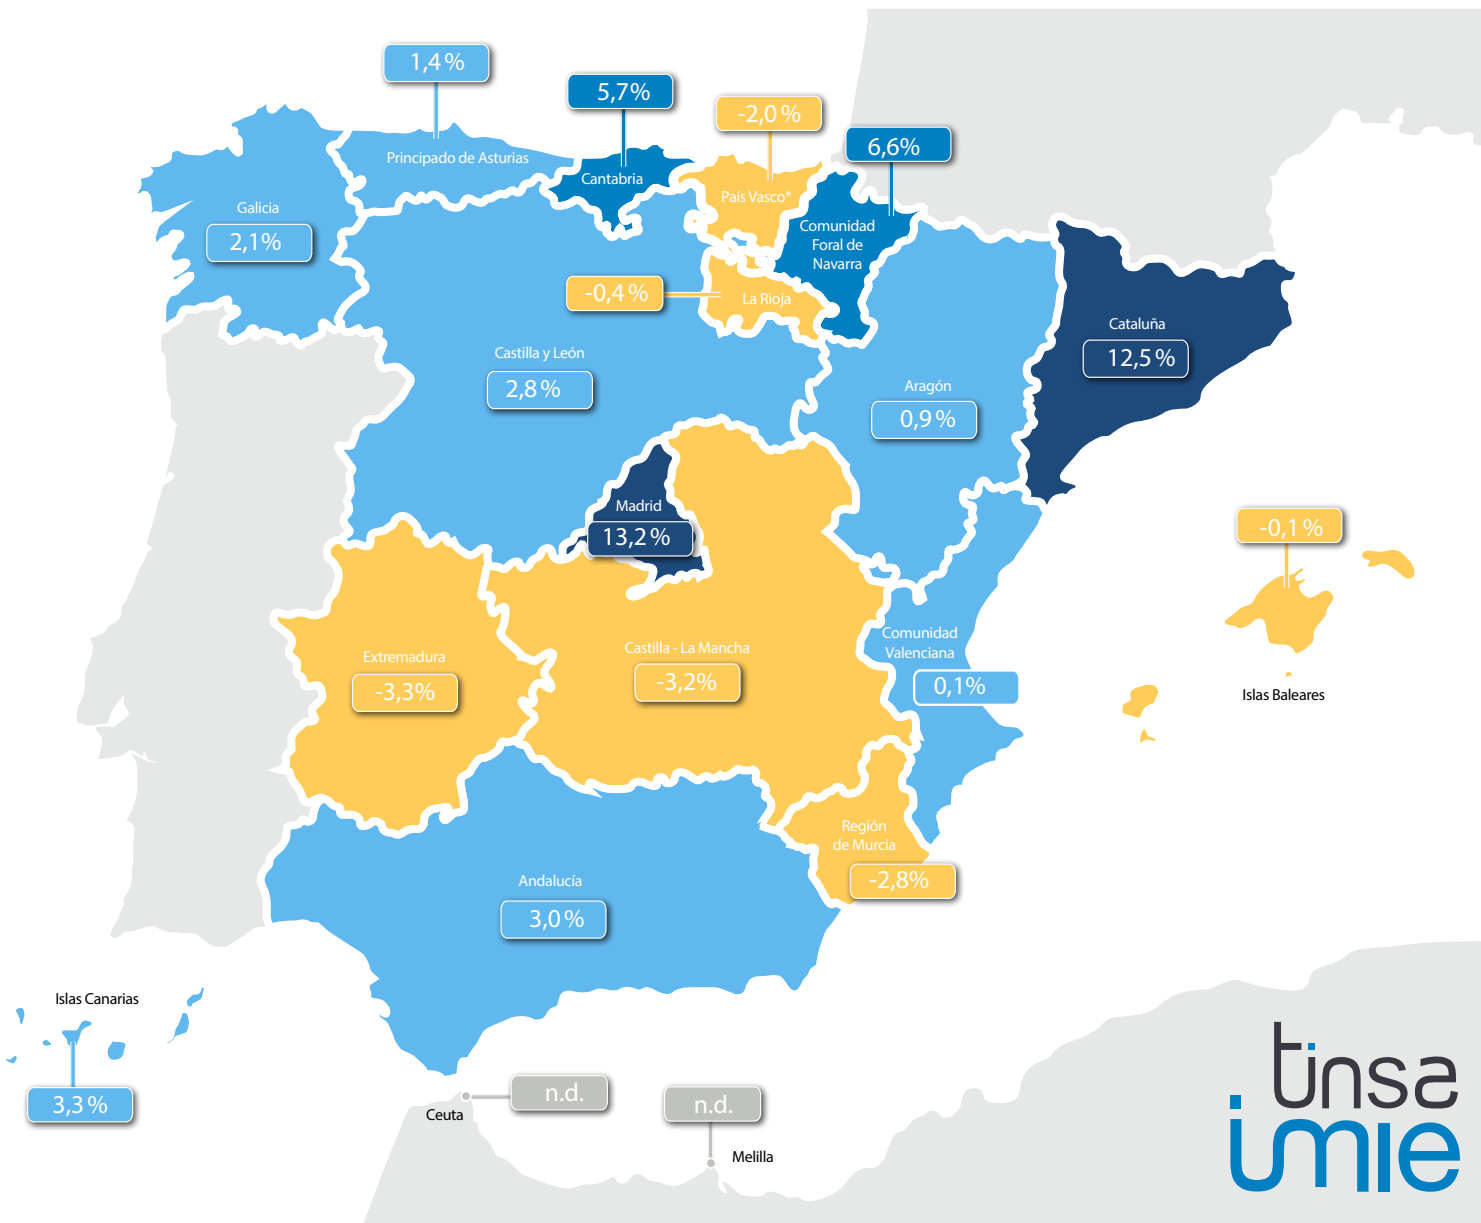 1,4 %
5,7 %
-2,0 %
6,6%
Principado de Asturias
Cantabria
País Vasco*
Galicia
2,1%
Comunidad
Foral de
Navarra
-0,4 %
La Rioja
Cataluña
12,5 %
Castilla y León
2,8 %
Aragón
0,9 %
Madrid
13,2 %
-0,1 %
Islas Baleares
Extremadura
-3,3%
Castilla - La Mancha
-3,2%
Comunidad
Valenciana
0,1%
Región
de Murcia
-2,8%
Andalucía
3,0 %
Islas Canarias
3,3 %
Ceuta
n.d.
n.d.
Melilla
tinsa
imie